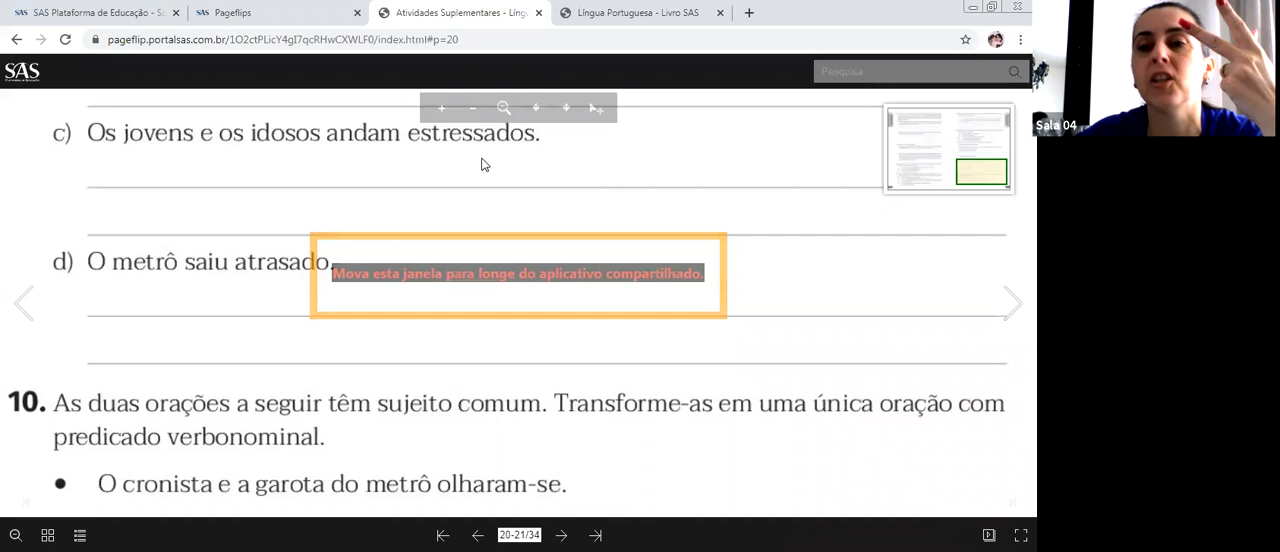 SAS Plataforma de Educação - Sc
Pageflips
Atividades Suplementares - Líng
Língua Portuguesa - Livro SAS
pageflip.portalsas.com.br/1O2ctPLicY4gI7qcRHwCXWLF0/index.html#p=20
SAS
Pesquisa
c) Os jovens e os idosos andam estressados.
Sala 04
d) O metrô saiu atrasado.
Mova esta janela para longe do aplicativo compartilhado.
10. As duas orações a seguir têm sujeito comum. Transforme-as em uma única oração com
predicado verbonominal.
• O cronista e a garota do metrô olharam-se.
20-21/34